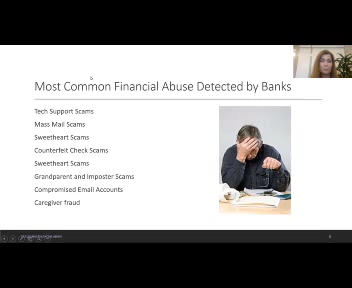 Most Common Financial Abuse Detected by Banks
Tech Support Scams
Mass Mail Scams
Sweetheart Scams
Counterfeit Check Scams
Sweetheart Scams
Grandparent and Imposter Scams
Compromised Email Accounts
Caregiver fraud